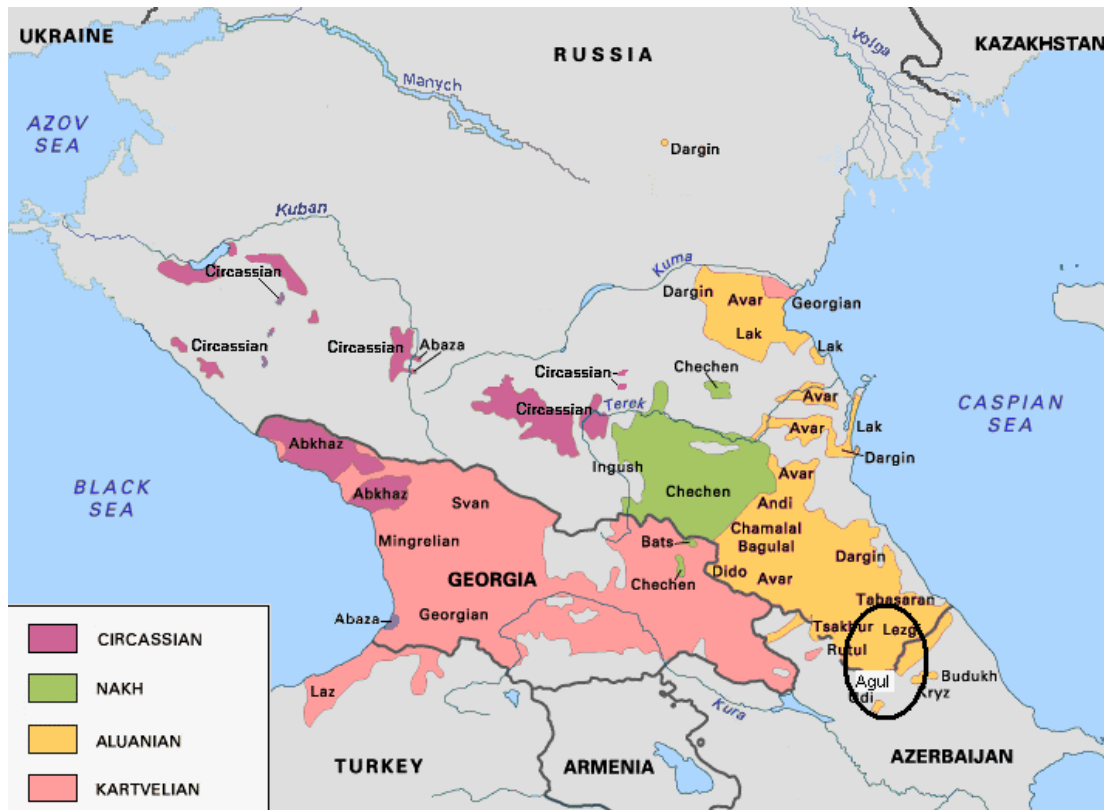 UKRAINE
RUSSIA
Volga
KAZAKHSTAN
Manych
AZOV
SEA
Dargin
Kuban
Kuma
Circassian
Dargin
Avar
Georgian
Lak
Circassian
Circassian
Abaza
Lak
Chechen
Circassian
Circassian
Terek
Avar
CASPIAN
SEA
Avar
Lak
Abkhaz
Dargin
Ingush
Avar
BLACK
SEA
Abkhaz
Svan
Chechen
Andi
Chamalal
Bagulal
Mingrelian
Bats
Dargin
GEORGIA
Chechen
Dido
Avar
Tabasaran
Abaza
Georgian
Tsakhur
Lezg
Rutul
CIRCASSIAN
Agul
Budukh
Laz
Kryz
NAKH
Kura
ALUANIAN
AZERBAIJAN
TURKEY
ARMENIA
KARTVELIAN